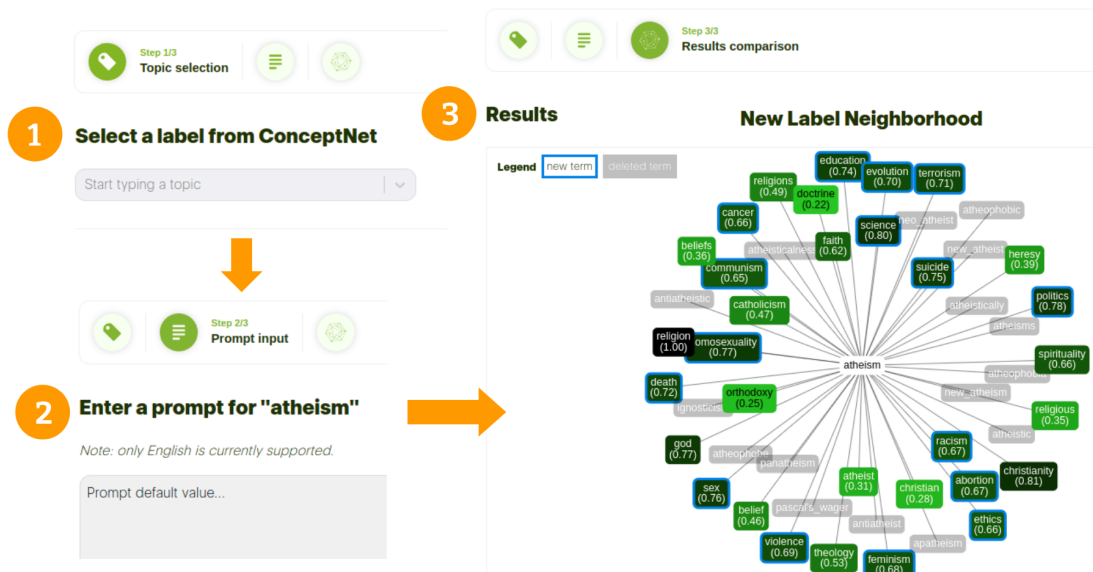 Step 1/3
Topic selection
1
Select a label from ConceptNet
Start typing a topic
Step 2/3
Prompt input
2
Enter a prompt for "atheism"
Note: only English is currently supported.
Prompt default value...
Step 3/3
Results comparison
3
Results
New Label Neighborhood
Legend
new term
deleted term
education
(0.74)
evolution
(0.70)
terrorism
(0.71)
religions
(0.49)
doctrine
(0.22)
atheophobic
cancer
(0.66)
science
(0.80)
neo_atheist
beliefs
(0.36)
atheisticalness
faith
(0.62)
new_atheist
heresy
(0.39)
communism
(0.65)
suicide
(0.75)
antiatheistic
politics
(0.78)
catholicism
(0.47)
atheistically
atheisms
religion
(1.00)
omosexuality
(0.77)
atheism
spirituality
(0.66)
atheophobia
death
(0.72)
orthodoxy
(0.25)
new_atheism
ignosticis
religious
(0.35)
atheistic
god
(0.77)
atheophobe
panatheism
racism
(0.67)
christianity
(0.81)
sex
(0.76)
atheist
(0.31)
christian
(0.28)
abortion
(0.67)
belief
(0.46)
pascal's_wager
antiatheist
ethics
(0.66)
violence
(0.69)
theology
(0.53)
feminism
(0.68)
apatheism